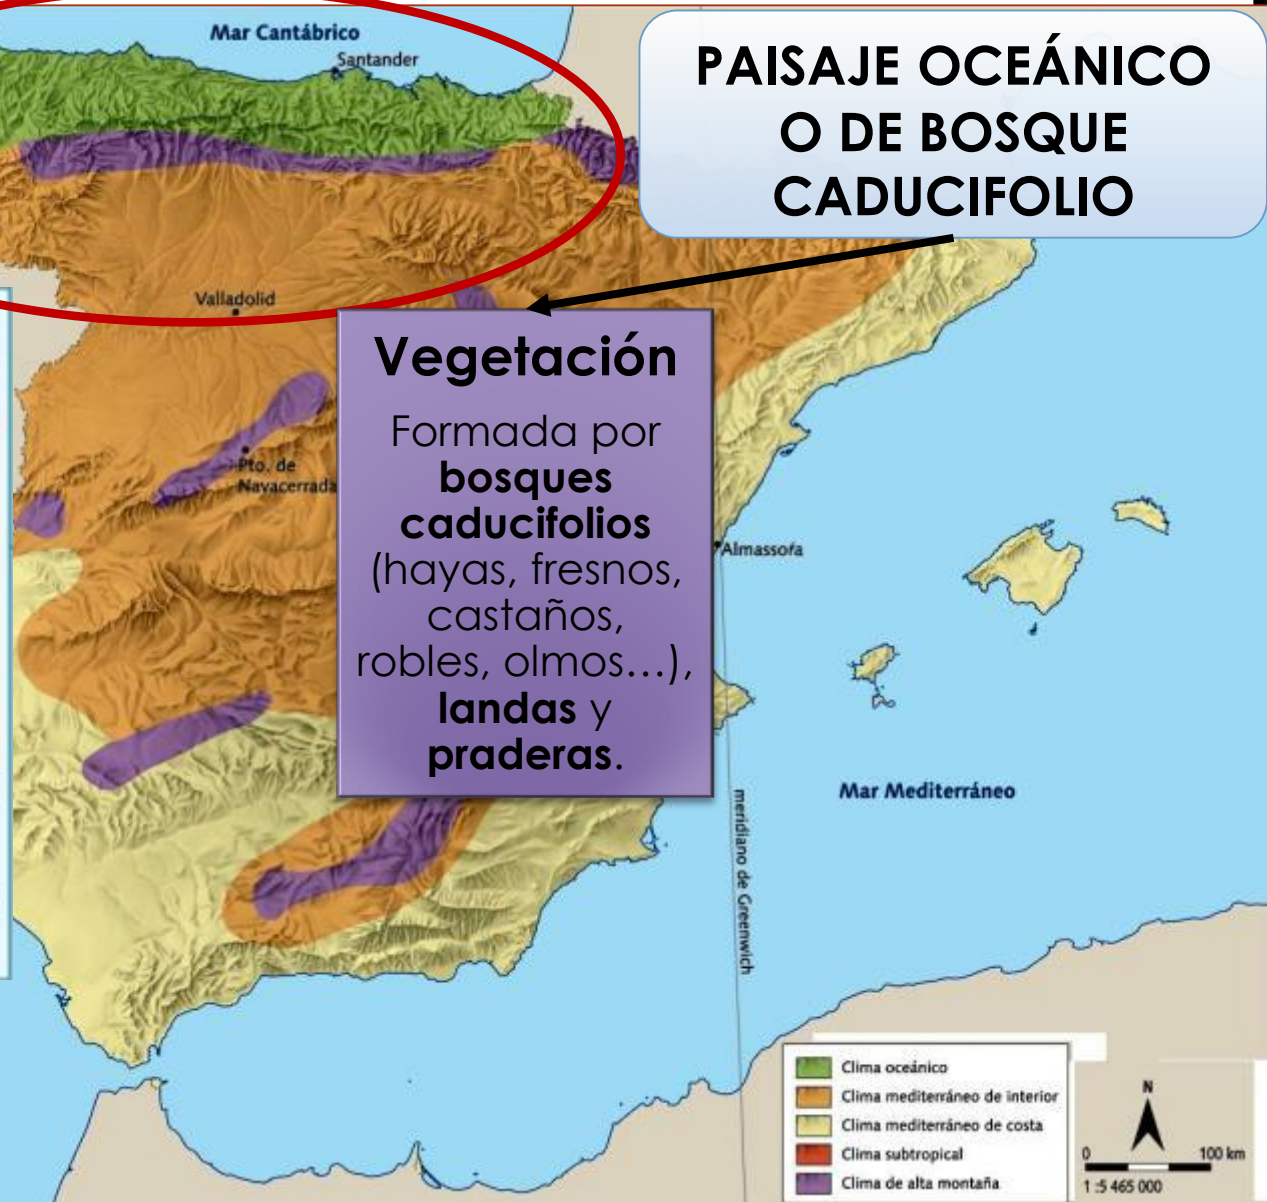 Mar Cantábrico
Santander
PAISAJE OCEÁNICO
O DE BOSQUE
CADUCIFOLIO
Valladolid
Vegetación
Formada por
bosques
caducifolios
(hayas, fresnos,
castaños,
robles, olmos…),
landas y
praderas.
Pto. de
Navacerrada
Almassora
Mar Mediterráneo
meridiano de Greenwich
Clima oceánico
Clima mediterráneo de interior
Clima mediterráneo de costa
Clima subtropical
Clima de alta montaña
N
0 100 km
1 :5 465 000